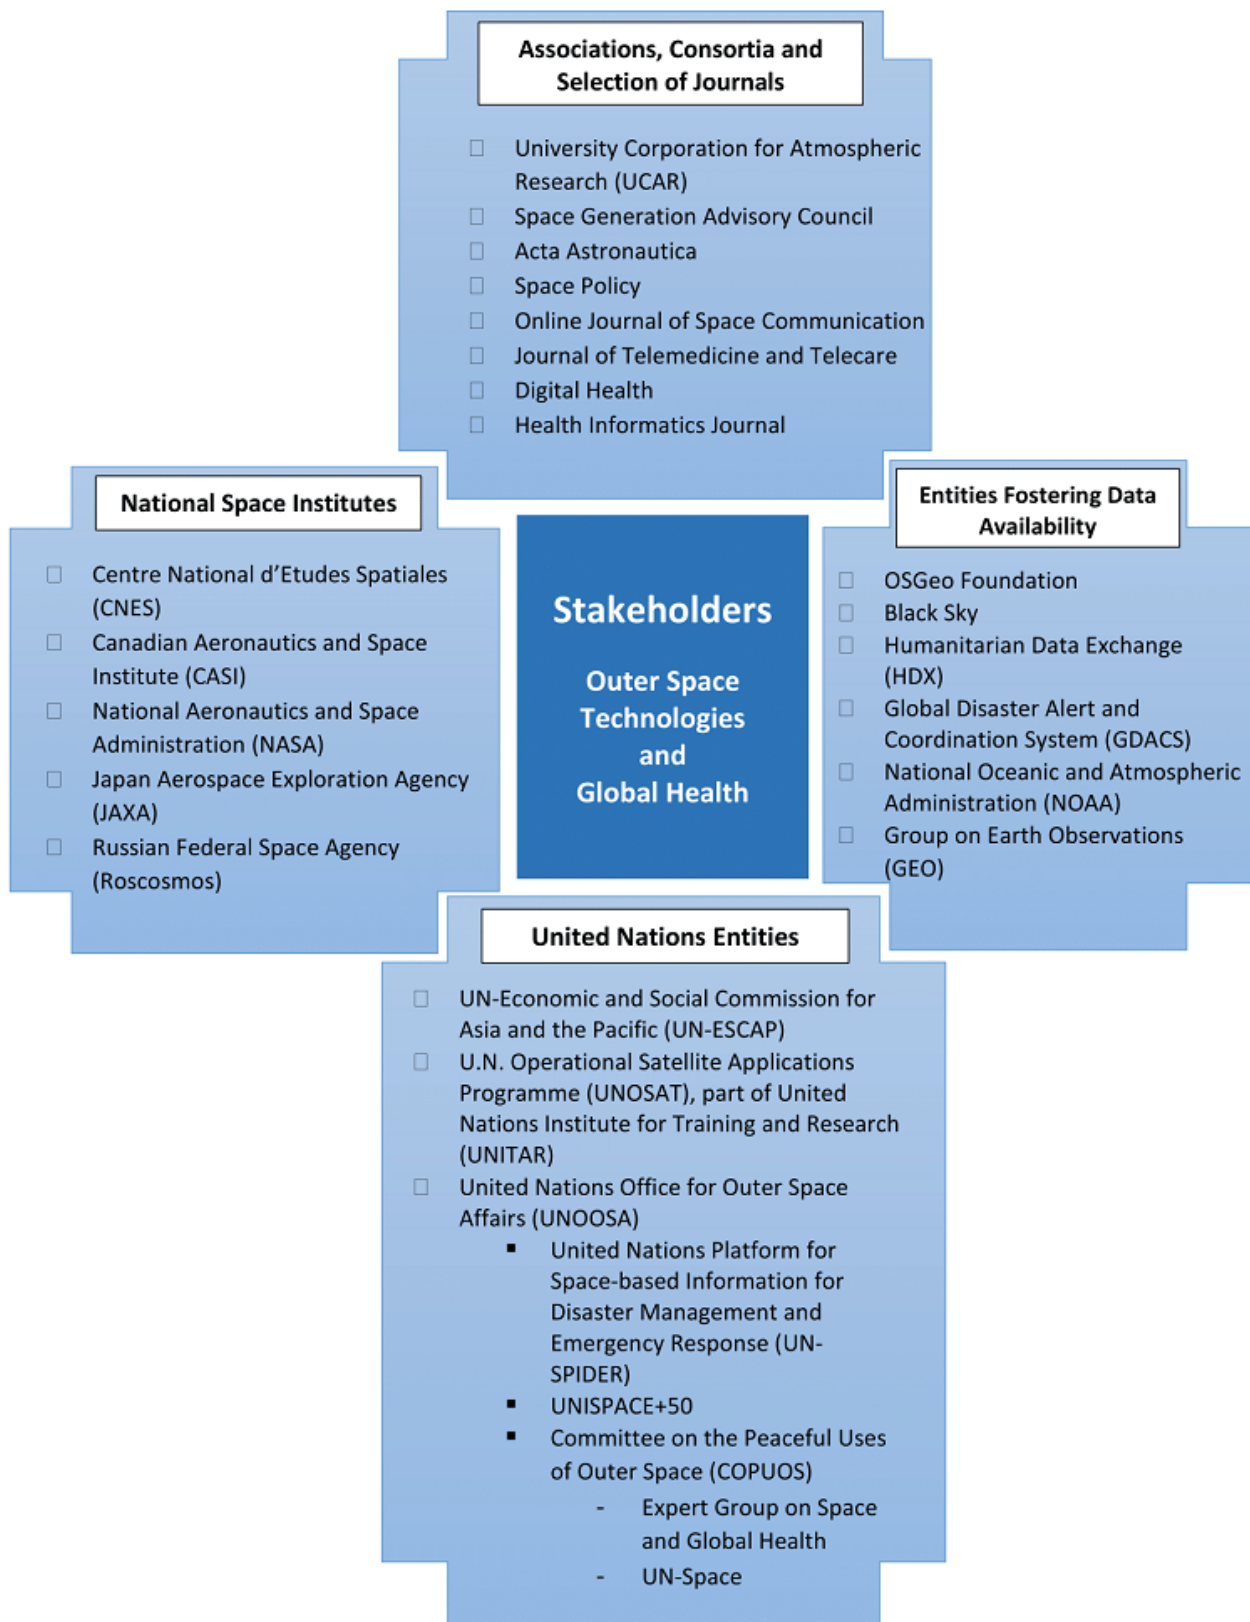 Associations, Consortia and
Selection of Journals
University Corporation for Atmospheric
Research (UCAR)
Space Generation Advisory Council
Acta Astronautica
Space Policy
Online Journal of Space Communication
Journal of Telemedicine and Telecare
Digital Health
Health Informatics Journal
National Space Institutes
Centre National d’Etudes Spatiales
(CNES)
Canadian Aeronautics and Space
Institute (CASI)
National Aeronautics and Space
Administration (NASA)
Japan Aerospace Exploration Agency
(JAXA)
Russian Federal Space Agency
(Roscosmos)
Stakeholders
Outer Space
Technologies
and
Global Health
Entities Fostering Data
Availability
OSGeo Foundation
Black Sky
Humanitarian Data Exchange
(HDX)
Global Disaster Alert and
Coordination System (GDACS)
National Oceanic and Atmospheric
Administration (NOAA)
Group on Earth Observations
(GEO)
United Nations Entities
UN-Economic and Social Commission for
Asia and the Pacific (UN-ESCAP)
U.N. Operational Satellite Applications
Programme (UNOSAT), part of United
Nations Institute for Training and Research
(UNITAR)
United Nations Office for Outer Space
Affairs (UNOOSA)
▪ United Nations Platform for
Space-based Information for
Disaster Management and
Emergency Response (UN-
SPIDER)
▪ UNISPACE+50
▪ Committee on the Peaceful Uses
of Outer Space (COPUOS)
- Expert Group on Space
and Global Health
- UN-Space